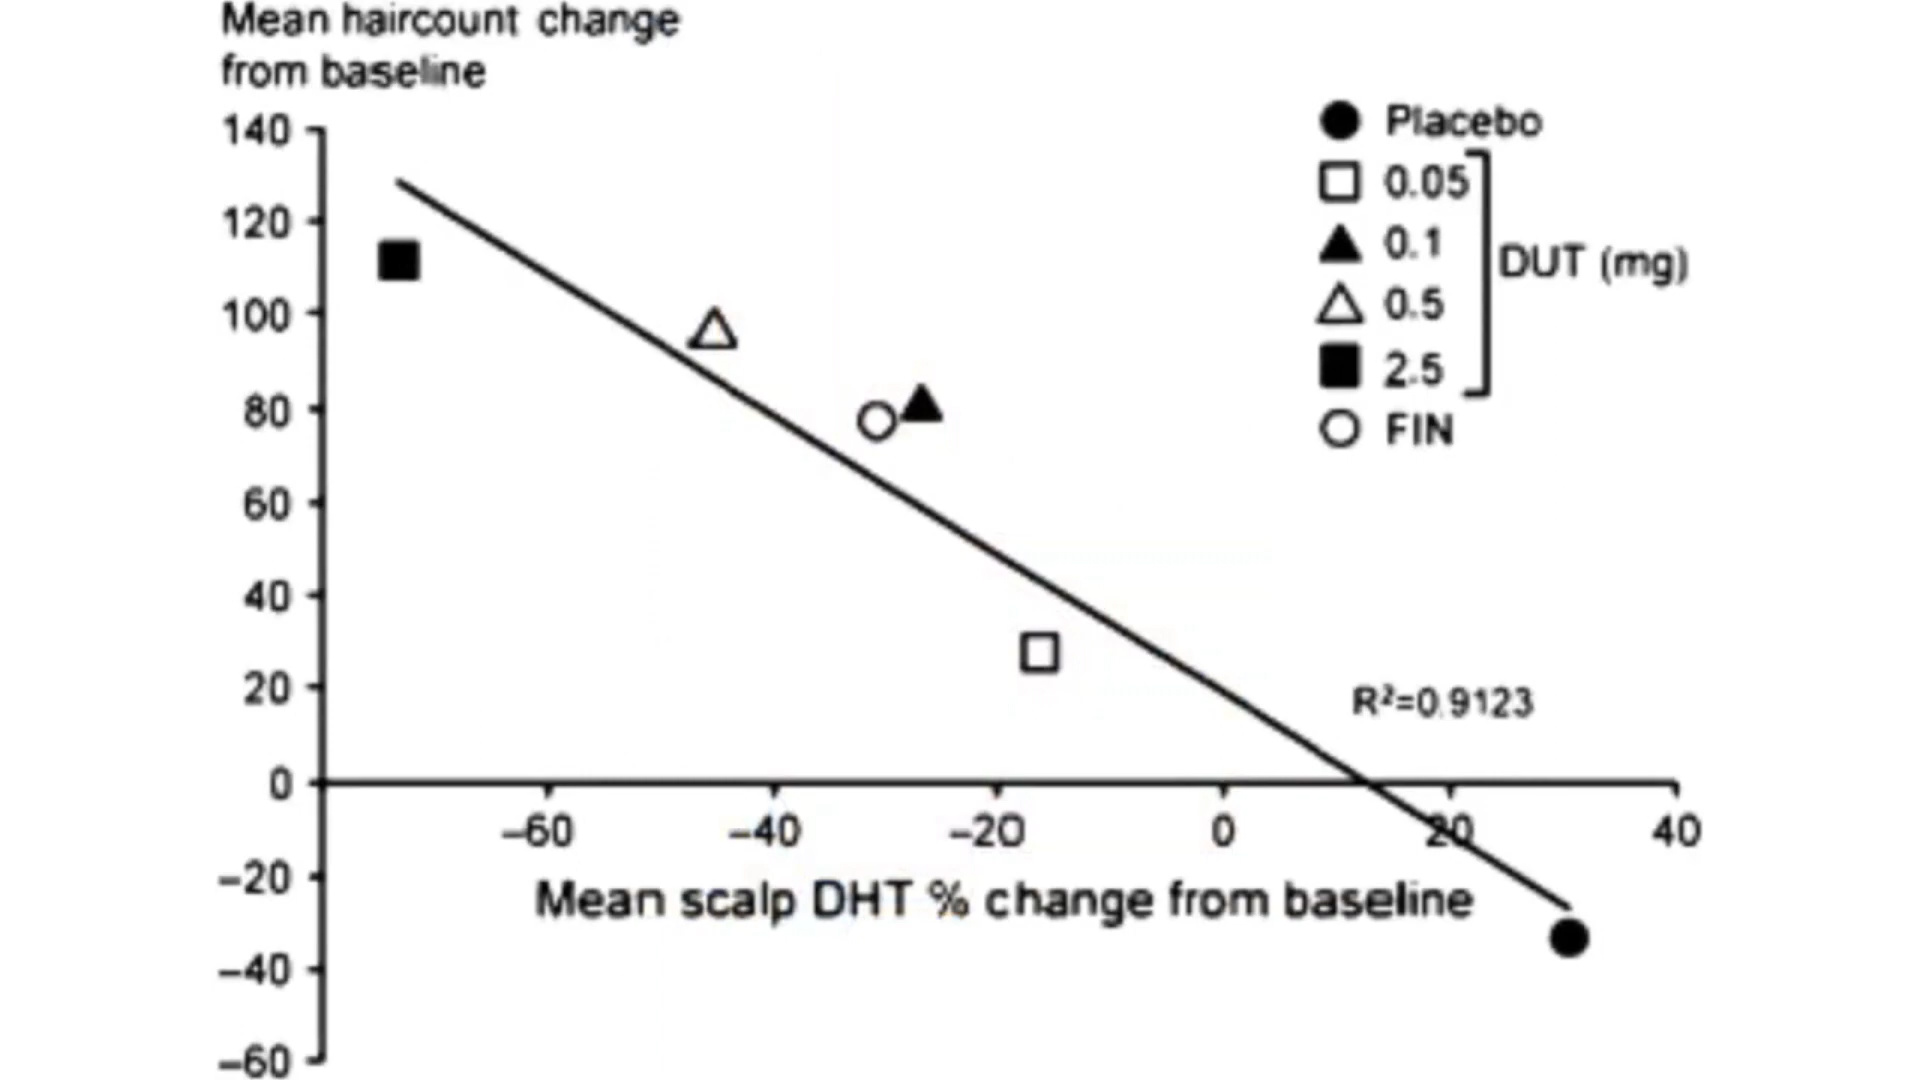 Mean haircount change
from baseline
140
120
100
80
60
40
20
0
−20
−40
−60
−60 −40 −20 0 20 40
Mean scalp DHT % change from baseline
R²=0.9123
Placebo
0.05
0.1
0.5
2.5
DUT (mg)
FIN